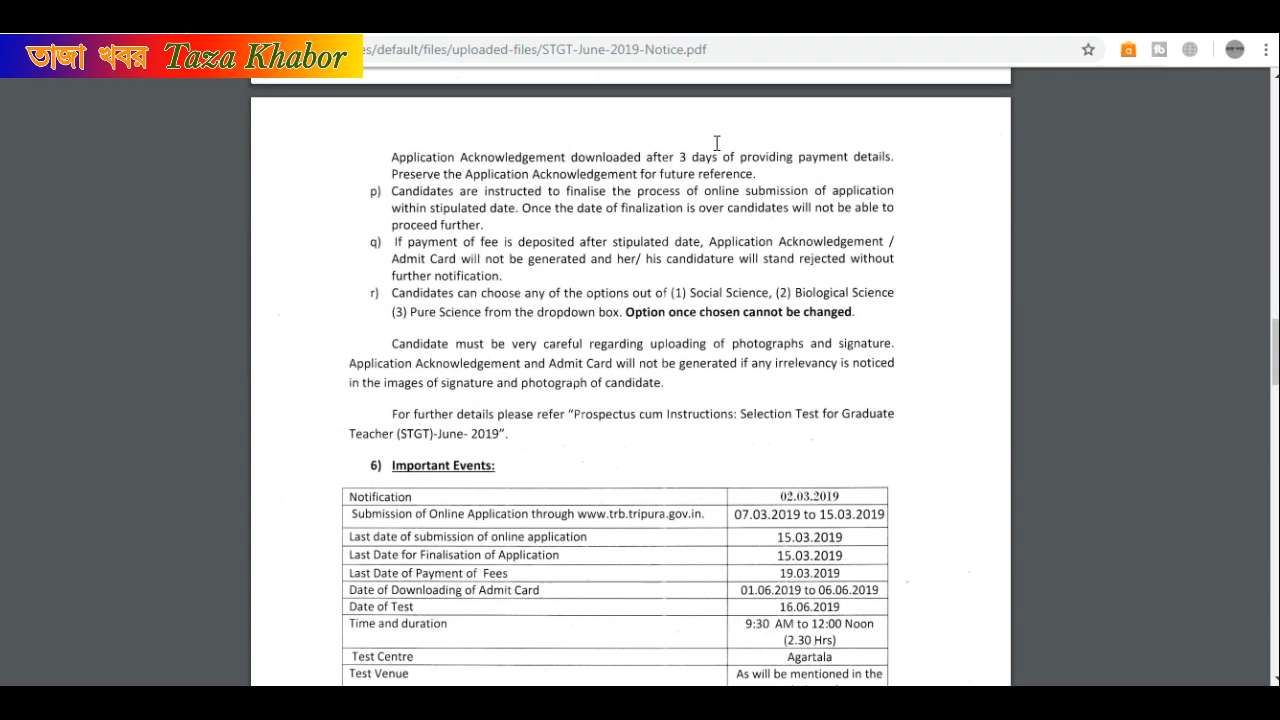 তাজা খবর Taza Khabor
es/default/files/uploaded-files/STGT-June-2019-Notice.pdf
Application Acknowledgement downloaded after 3 days of providing payment details.
Preserve the Application Acknowledgement for future reference.
p) Candidates are instructed to finalise the process of online submission of application
within stipulated date. Once the date of finalization is over candidates will not be able to
proceed further.
q) If payment of fee is deposited after stipulated date, Application Acknowledgement /
Admit Card will not be generated and her/ his candidature will stand rejected without
further notification.
r) Candidates can choose any of the options out of (1) Social Science, (2) Biological Science
(3) Pure Science from the dropdown box. Option once chosen cannot be changed.
Candidate must be very careful regarding uploading of photographs and signature.
Application Acknowledgement and Admit Card will not be generated if any irrelevancy is noticed
in the images of signature and photograph of candidate.
For further details please refer “Prospectus cum Instructions: Selection Test for Graduate
Teacher (STGT)-June- 2019”.
6) Important Events:
Notification 02.03.2019
Submission of Online Application through www.trb.tripura.gov.in. 07.03.2019 to 15.03.2019
Last date of submission of online application 15.03.2019
Last Date for Finalisation of Application 15.03.2019
Last Date of Payment of Fees 19.03.2019
Date of Downloading of Admit Card 01.06.2019 to 06.06.2019
Date of Test 16.06.2019
Time and duration 9:30 AM to 12:00 Noon
(2.30 Hrs)
Test Centre Agartala
Test Venue As will be mentioned in the